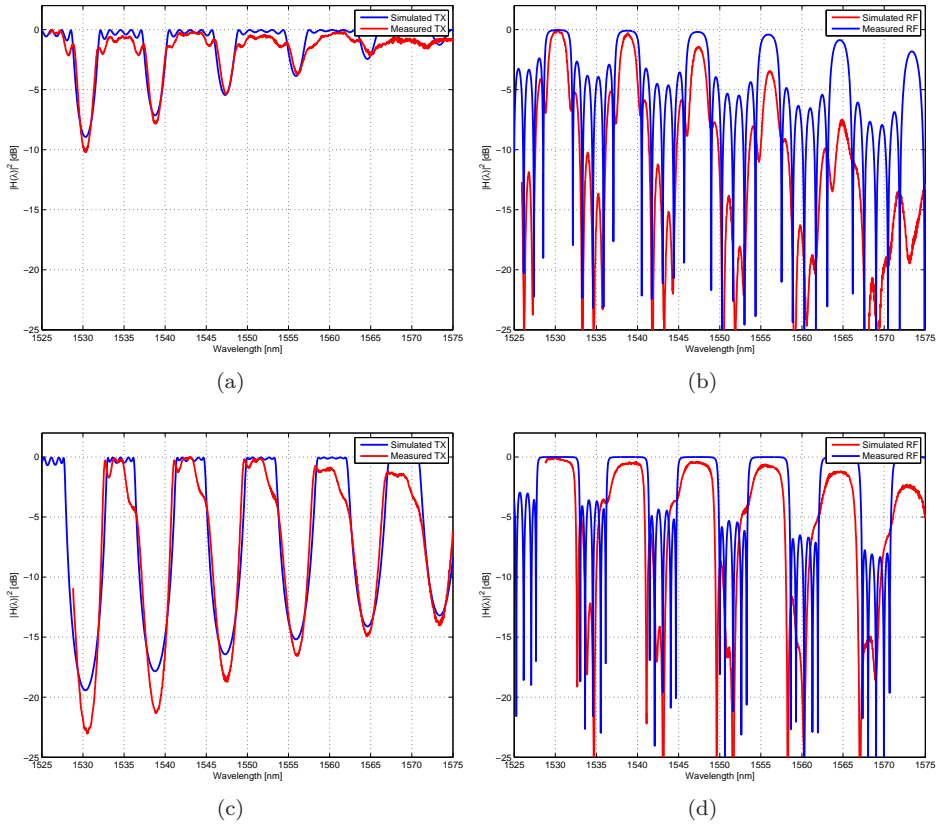 Simulated TX
Measured TX
0
−5
−10
−15
−20
−25
|H(λ)|² [dB]
1525 1530 1535 1540 1545 1550 1555 1560 1565 1570 1575
Wavelength [nm]
(a)
Simulated RF
Measured RF
0
−5
−10
−15
−20
−25
|H(λ)|² [dB]
1525 1530 1535 1540 1545 1550 1555 1560 1565 1570 1575
Wavelength [nm]
(b)
Simulated TX
Measured TX
0
−5
−10
−15
−20
−25
|H(λ)|² [dB]
1525 1530 1535 1540 1545 1550 1555 1560 1565 1570 1575
Wavelength [nm]
(c)
Simulated RF
Measured RF
0
−5
−10
−15
−20
−25
|H(λ)|² [dB]
1525 1530 1535 1540 1545 1550 1555 1560 1565 1570 1575
Wavelength [nm]
(d)